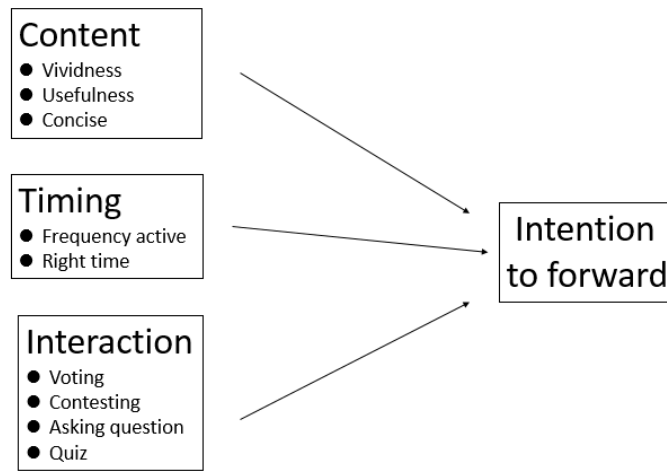 Content
● Vividness
● Usefulness
● Concise
Timing
● Frequency active
● Right time
Interaction
● Voting
● Contesting
● Asking question
● Quiz
Intention
to forward